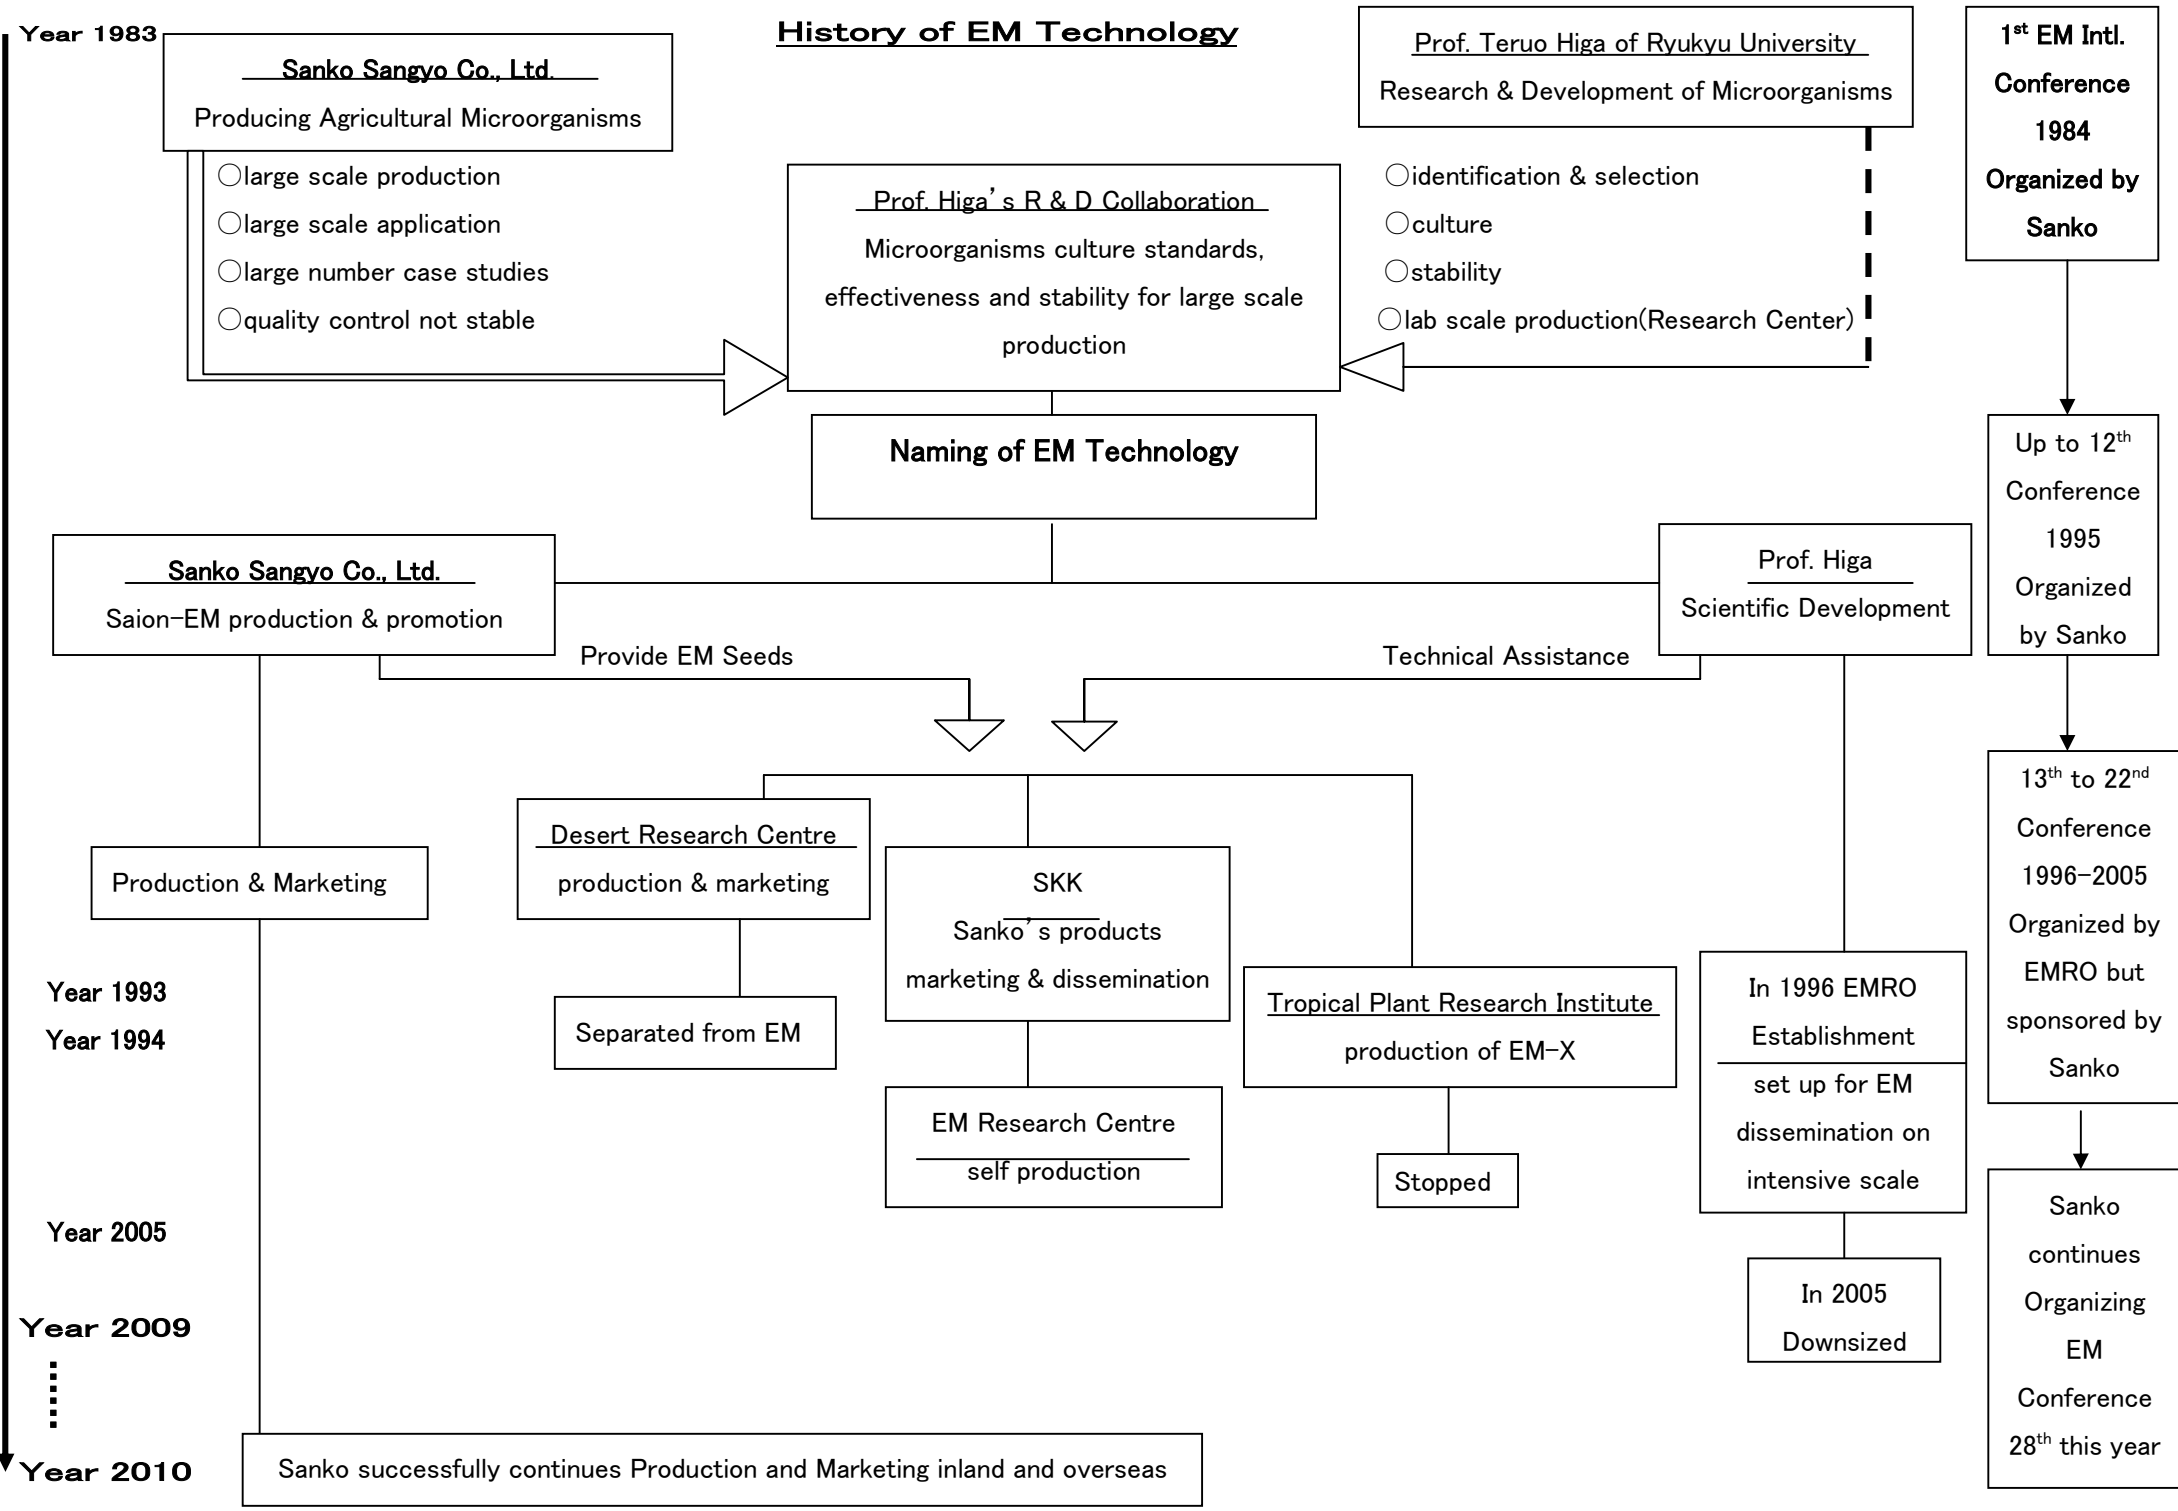 History of EM Technology
Year 1983
Sanko Sangyo Co., Ltd.
Producing Agricultural Microorganisms
○large scale production
○large scale application
○large number case studies
○quality control not stable
Prof. Higa’s R & D Collaboration
Microorganisms culture standards,
effectiveness and stability for large scale
production
Prof. Teruo Higa of Ryukyu University
Research & Development of Microorganisms
○identification & selection
○culture
○stability
○lab scale production(Research Center)
Naming of EM Technology
Sanko Sangyo Co., Ltd.
Saion-EM production & promotion
Prof. Higa
Scientific Development
Provide EM Seeds
Technical Assistance
Production & Marketing
Desert Research Centre
production & marketing
Separated from EM
SKK
Sanko’s products
marketing & dissemination
EM Research Centre
self production
Tropical Plant Research Institute
production of EM-X
Stopped
In 1996 EMRO
Establishment
set up for EM
dissemination on
intensive scale
In 2005
Downsized
Year 1993
Year 1994
Year 2005
Year 2009
Year 2010
Sanko successfully continues Production and Marketing inland and overseas
1st EM Intl.
Conference
1984
Organized by
Sanko
Up to 12th
Conference
1995
Organized
by Sanko
13th to 22nd
Conference
1996-2005
Organized by
EMRO but
sponsored by
Sanko
Sanko
continues
Organizing
EM
Conference
28th this year